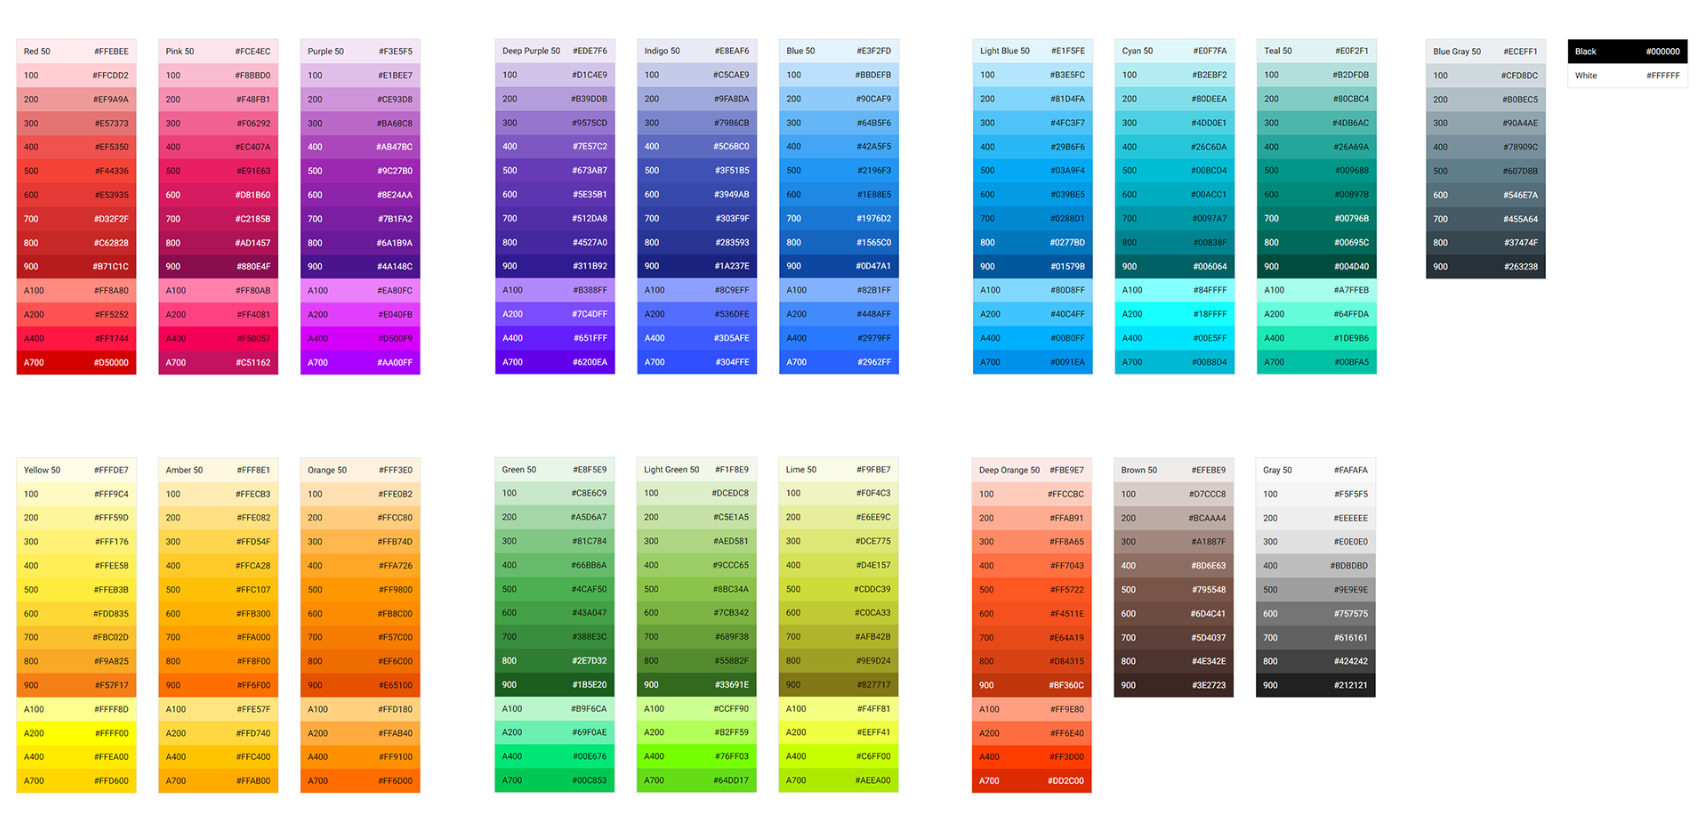 Red 50 #FFEBEE
100 #FFCDD2
200 #EF9A9A
300 #E57373
400 #EF5350
500 #F44336
600 #E53935
700 #D32F2F
800 #C62828
900 #B71C1C
A100 #FF8A80
A200 #FF5252
A400 #FF1744
A700 #D50000
Pink 50 #FCE4EC
100 #F8BBD0
200 #F48FB1
300 #F06292
400 #EC407A
500 #E91E63
600 #D81B60
700 #C2185B
800 #AD1457
900 #880E4F
A100 #FF80AB
A200 #FF4081
A400 #F50057
A700 #C51162
Purple 50 #F3E5F5
100 #E1BEE7
200 #CE93D8
300 #BA68C8
400 #AB47BC
500 #9C27B0
600 #8E24AA
700 #7B1FA2
800 #6A1B9A
900 #4A148C
A100 #EA80FC
A200 #E040FB
A400 #D500F9
A700 #AA00FF
Deep Purple 50 #EDE7F6
100 #D1C4E9
200 #B39DDB
300 #9575CD
400 #7E57C2
500 #673AB7
600 #5E35B1
700 #512DA8
800 #4527A0
900 #311B92
A100 #B388FF
A200 #7C4DFF
A400 #651FFF
A700 #6200EA
Indigo 50 #E8EAF6
100 #C5CAE9
200 #9FA8DA
300 #7986CB
400 #5C6BC0
500 #3F51B5
600 #3949AB
700 #303F9F
800 #283593
900 #1A237E
A100 #8C9EFF
A200 #536DFE
A400 #3D5AFE
A700 #304FFE
Blue 50 #E3F2FD
100 #BBDEFB
200 #90CAF9
300 #64B5F6
400 #42A5F5
500 #2196F3
600 #1E88E5
700 #1976D2
800 #1565C0
900 #0D47A1
A100 #82B1FF
A200 #448AFF
A400 #2979FF
A700 #2962FF
Light Blue 50 #E1F5FE
100 #B3E5FC
200 #81D4FA
300 #4FC3F7
400 #29B6F6
500 #03A9F4
600 #039BE5
700 #0288D1
800 #0277BD
900 #01579B
A100 #80D8FF
A200 #40C4FF
A400 #00B0FF
A700 #0091EA
Cyan 50 #E0F7FA
100 #B2EBF2
200 #80DEEA
300 #4DD0E1
400 #26C6DA
500 #00BCD4
600 #00ACC1
700 #0097A7
800 #00838F
900 #006064
A100 #84FFFF
A200 #18FFFF
A400 #00E5FF
A700 #00B8D4
Teal 50 #E0F2F1
100 #B2DFDB
200 #80CBC4
300 #4DB6AC
400 #26A69A
500 #009688
600 #00897B
700 #00796B
800 #00695C
900 #004D40
A100 #A7FFEB
A200 #64FFDA
A400 #1DE9B6
A700 #00BFA5
Blue Gray 50 #ECEFF1
100 #CFD8DC
200 #B0BEC5
300 #90A4AE
400 #78909C
500 #607D8B
600 #546E7A
700 #455A64
800 #37474F
900 #263238
Black #000000
White #FFFFFF
Yellow 50 #FFFDE7
100 #FFF9C4
200 #FFF59D
300 #FFF176
400 #FFEE58
500 #FFEB3B
600 #FDD835
700 #FBC02D
800 #F9A825
900 #F57F17
A100 #FFFF8D
A200 #FFFF00
A400 #FFEA00
A700 #FFD600
Amber 50 #FFF8E1
100 #FFECB3
200 #FFE082
300 #FFD54F
400 #FFCA28
500 #FFC107
600 #FFB300
700 #FFA000
800 #FF8F00
900 #FF6F00
A100 #FFE57F
A200 #FFD740
A400 #FFC400
A700 #FFAB00
Orange 50 #FFF3E0
100 #FFE0B2
200 #FFCC80
300 #FFB74D
400 #FFA726
500 #FF9800
600 #FB8C00
700 #F57C00
800 #EF6C00
900 #E65100
A100 #FFD180
A200 #FFAB40
A400 #FF9100
A700 #FF6D00
Green 50 #E8F5E9
100 #C8E6C9
200 #A5D6A7
300 #81C784
400 #66BB6A
500 #4CAF50
600 #43A047
700 #388E3C
800 #2E7D32
900 #1B5E20
A100 #B9F6CA
A200 #69F0AE
A400 #00E676
A700 #00C853
Light Green 50 #F1F8E9
100 #DCEDC8
200 #C5E1A5
300 #AED581
400 #9CCC65
500 #8BC34A
600 #7CB342
700 #689F38
800 #558B2F
900 #33691E
A100 #CCFF90
A200 #B2FF59
A400 #76FF03
A700 #64DD17
Lime 50 #F9FBE7
100 #F0F4C3
200 #E6EE9C
300 #DCE775
400 #D4E157
500 #CDDC39
600 #C0CA33
700 #AFB42B
800 #9E9D24
900 #827717
A100 #F4FF81
A200 #EEFF41
A400 #C6FF00
A700 #AEEA00
Deep Orange 50 #FBE9E7
100 #FFCCBC
200 #FFAB91
300 #FF8A65
400 #FF7043
500 #FF5722
600 #F4511E
700 #E64A19
800 #D84315
900 #BF360C
A100 #FF9E80
A200 #FF6E40
A400 #FF3D00
A700 #DD2C00
Brown 50 #EFEBE9
100 #D7CCC8
200 #BCAAA4
300 #A1887F
400 #8D6E63
500 #795548
600 #6D4C41
700 #5D4037
800 #4E342E
900 #3E2723
Gray 50 #FAFAFA
100 #F5F5F5
200 #EEEEEE
300 #E0E0E0
400 #BDBDBD
500 #9E9E9E
600 #757575
700 #616161
800 #424242
900 #212121